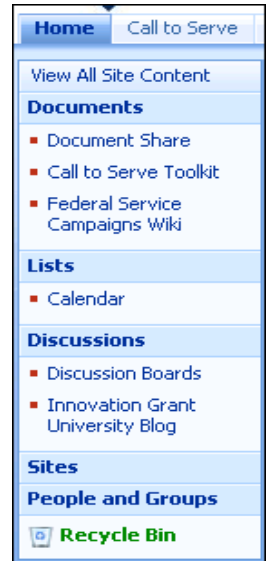 Home Call to Serve
View All Site Content
Documents
Document Share
Call to Serve Toolkit
Federal Service
Campaigns Wiki
Lists
Calendar
Discussions
Discussion Boards
Innovation Grant
University Blog
Sites
People and Groups
Recycle Bin